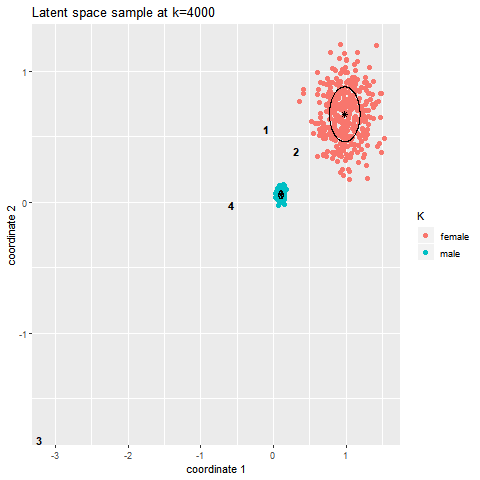 Latent space sample at k=4000
coordinate 2
1
0
-1
1
2
4
3
-3
-2
-1
0
1
coordinate 1
K
female
male